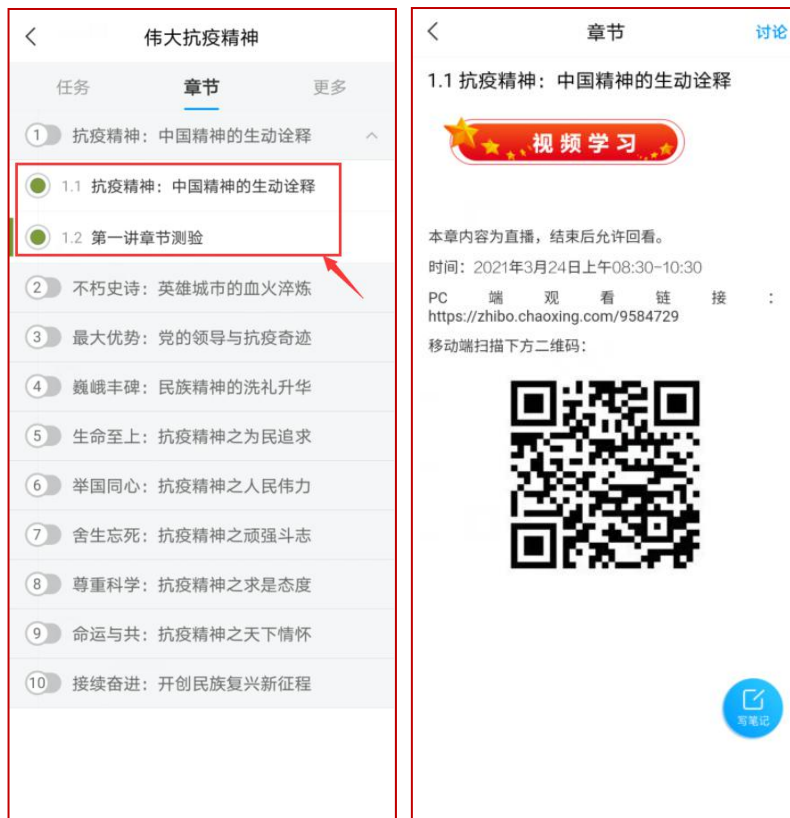 伟大抗疫精神
任务 章节 更多
1 抗疫精神：中国精神的生动诠释
1.1 抗疫精神：中国精神的生动诠释
1.2 第一讲章节测验
2 不朽史诗：英雄城市的血火淬炼
3 最大优势：党的领导与抗疫奇迹
4 巍峨丰碑：民族精神的洗礼升华
5 生命至上：抗疫精神之为民追求
6 举国同心：抗疫精神之人民伟力
7 舍生忘死：抗疫精神之顽强斗志
8 尊重科学：抗疫精神之求是态度
9 命运与共：抗疫精神之天下情怀
10 接续奋进：开创民族复兴新征程
章节 讨论
1.1 抗疫精神：中国精神的生动诠释
视频学习
本章内容为直播，结束后允许回看。
时间：2021年3月24日上午08:30-10:30
PC 端 观 看 链 接 ：
https://zhibo.chaoxing.com/9584729
移动端扫描下方二维码：
写笔记